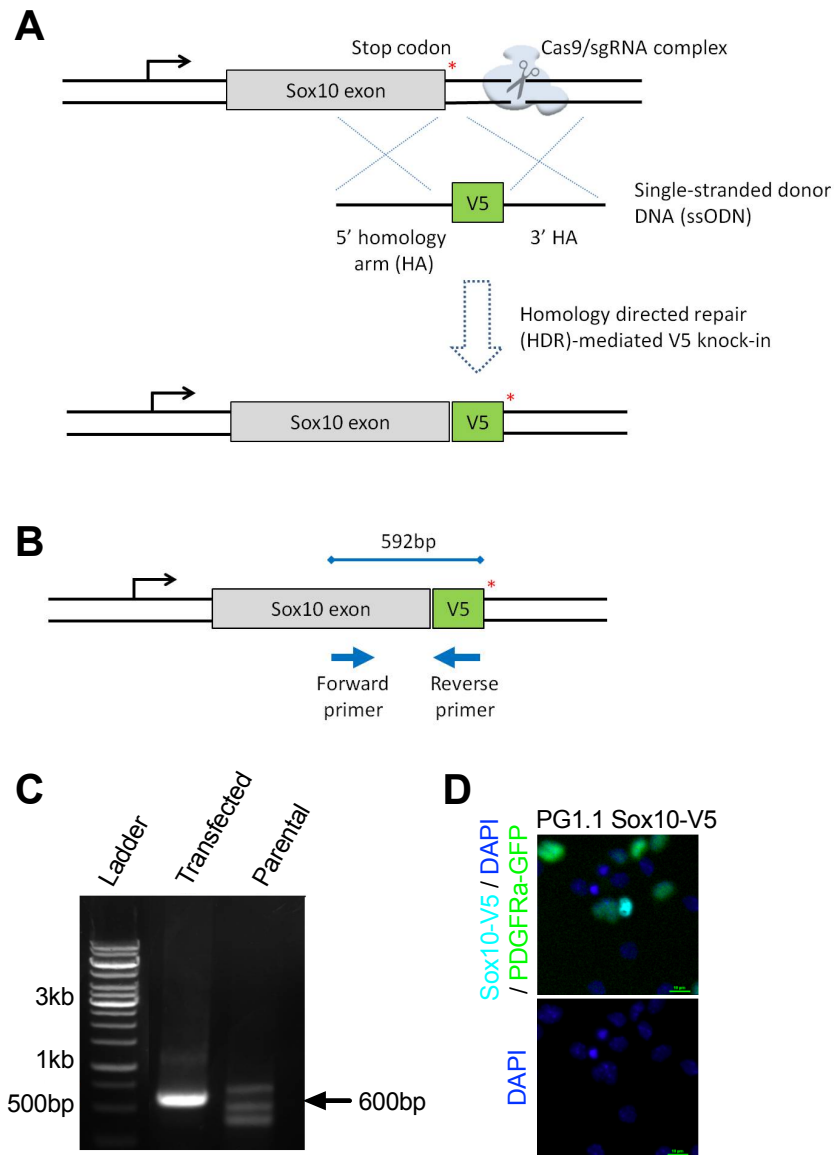 A
Stop codon
*
Cas9/sgRNA complex
Sox10 exon
V5
Single-stranded donor
DNA (ssODN)
5’ homology
arm (HA)
3’ HA
Homology directed repair
(HDR)-mediated V5 knock-in
*
Sox10 exon
V5
B
592bp
*
Sox10 exon
V5
Forward
primer
Reverse
primer
C
Ladder
Transfected
Parental
3kb
1kb
500bp
600bp
D
PG1.1 Sox10-V5
Sox10-V5 / DAPI
/ PDGFRa-GFP
DAPI